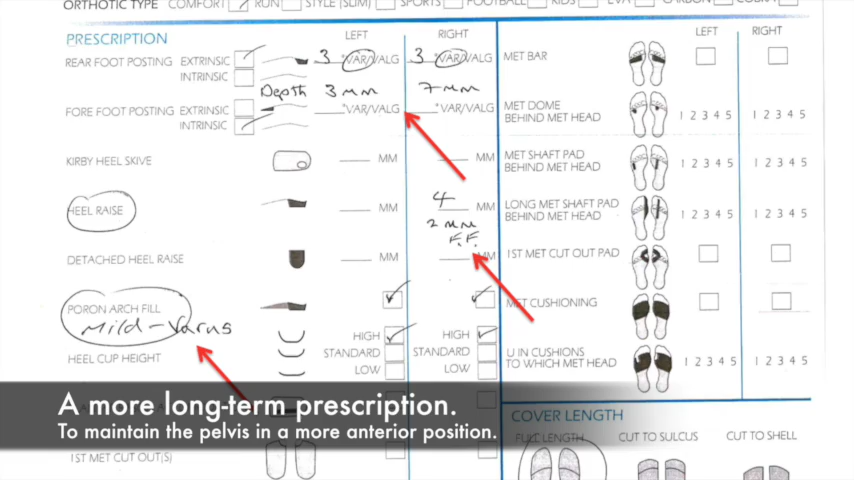 ORTHOTIC TYPE COMFORT RUN STYLE (SLIM) SPORTS FOOTBALL KIDS EVA CARBON COBRA
PRESCRIPTION LEFT RIGHT
REAR FOOT POSTING EXTRINSIC 3 °VAR/VALG 3 °VAR/VALG
INTRINSIC
Depth 3 mm 7 mm
FORE FOOT POSTING EXTRINSIC °VAR/VALG °VAR/VALG
INTRINSIC
KIRBY HEEL SKIVE MM MM
HEEL RAISE MM 4 MM
2 mm
F.F.
DETACHED HEEL RAISE MM MM
PORON ARCH FILL
Mild - Varus
HIGH HIGH
HEEL CUP HEIGHT STANDARD STANDARD
LOW LOW
1ST MET CUT OUT(S)
LEFT RIGHT
MET BAR
MET DOME
BEHIND MET HEAD 1 2 3 4 5 1 2 3 4 5
MET SHAFT PAD
BEHIND MET HEAD 1 2 3 4 5 1 2 3 4 5
LONG MET SHAFT PAD
BEHIND MET HEAD 1 2 3 4 5 1 2 3 4 5
1ST MET CUT OUT PAD
MET CUSHIONING
U IN CUSHIONS
TO WHICH MET HEAD 1 2 3 4 5 1 2 3 4 5
COVER LENGTH
FULL LENGTH CUT TO SULCUS CUT TO SHELL
A more long-term prescription.
To maintain the pelvis in a more anterior position.